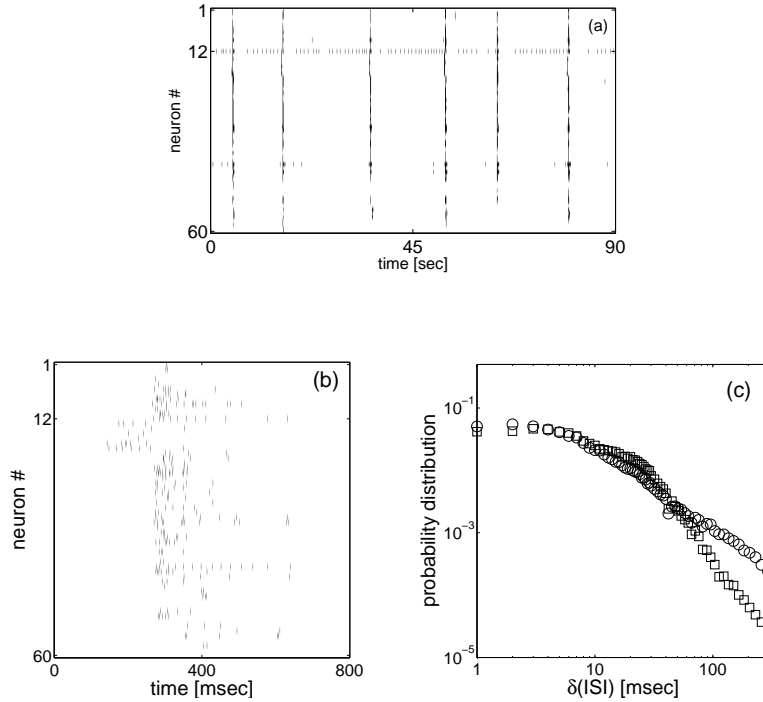 1
(a)
12
neuron #
60
0
45
90
time [sec]
1
(b)
12
neuron #
60
0
400
800
time [msec]
(c)
10⁻¹
10⁻³
10⁻⁵
probability distribution
1
10
100
δ(ISI) [msec]